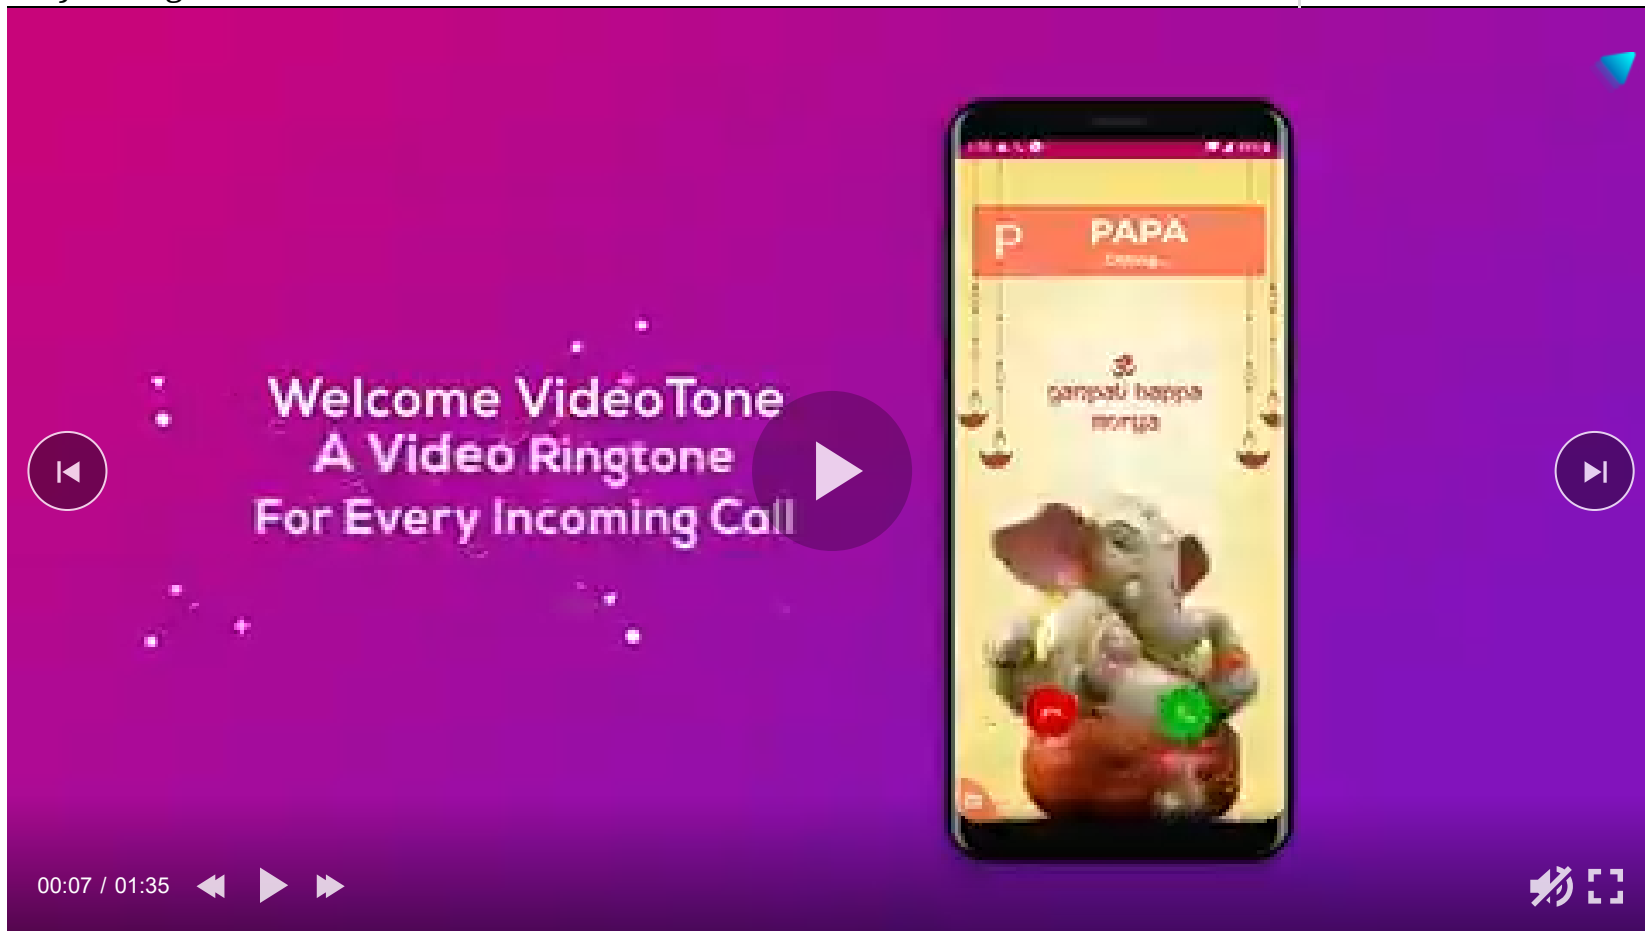 Welcome VideoTone
A Video Ringtone
For Every Incoming Call
P
PAPA
ॐ
ganpati bappa
morya
00:07 / 01:35